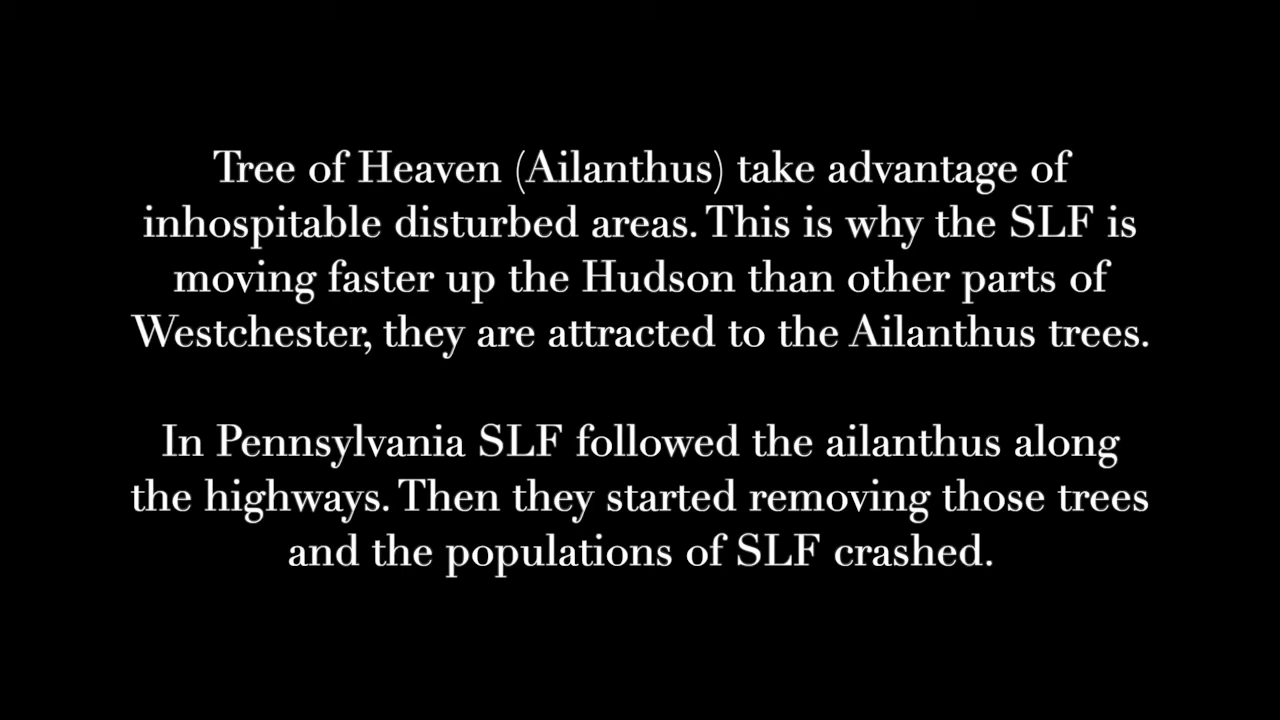 Tree of Heaven (Ailanthus) take advantage of
inhospitable disturbed areas. This is why the SLF is
moving faster up the Hudson than other parts of
Westchester, they are attracted to the Ailanthus trees.
In Pennsylvania SLF followed the ailanthus along
the highways. Then they started removing those trees
and the populations of SLF crashed.